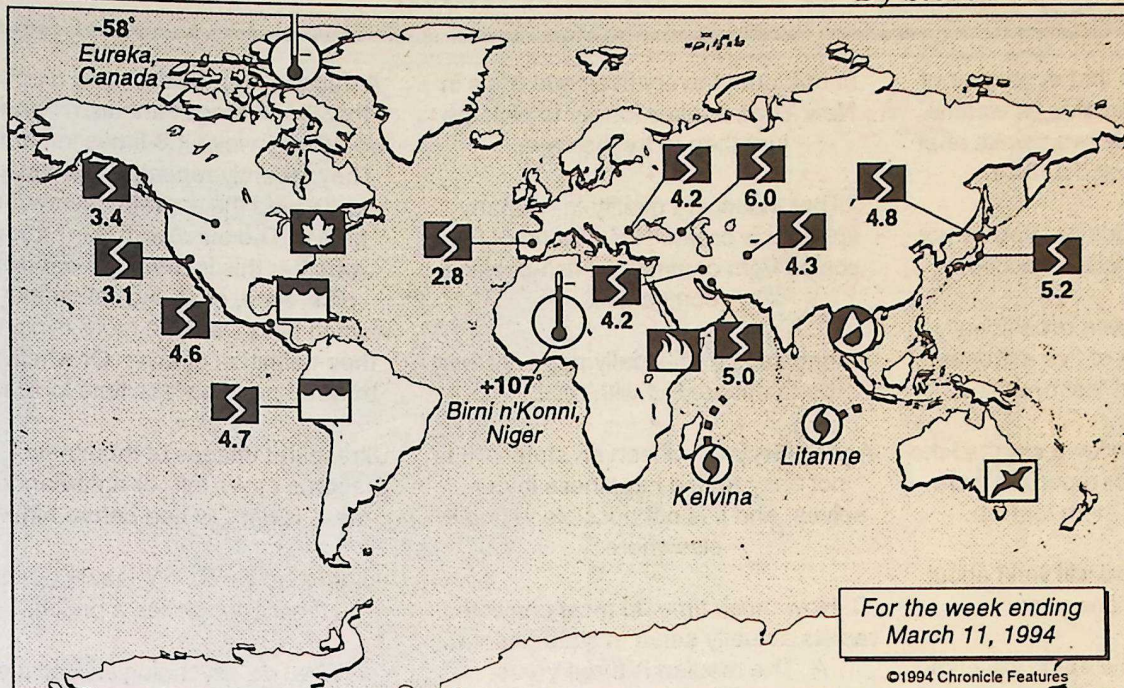 -58°
Eureka,
Canada
3.4
3.1
4.6
4.7
2.8
4.2
6.0
4.8
4.3
5.2
4.2
5.0
+107°
Birni n'Konni,
Niger
Kelvina
Litanne
For the week ending
March 11, 1994
©1994 Chronicle Features